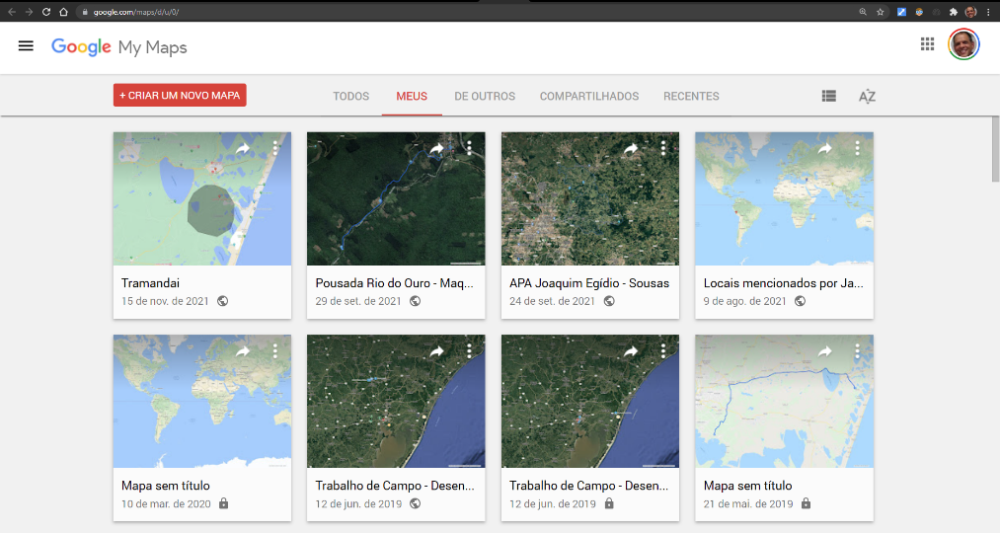 google.com/maps/d/u/0/
Google My Maps
+ CRIAR UM NOVO MAPA
TODOS
MEUS
DE OUTROS
COMPARTILHADOS
RECENTES
AZ
Tramandai
15 de nov. de 2021
Pousada Rio do Ouro - Maq...
29 de set. de 2021
APA Joaquim Egídio - Sousas
24 de set. de 2021
Locais mencionados por Ja...
9 de ago. de 2021
Mapa sem título
10 de mar. de 2020
Trabalho de Campo - Desen...
12 de jun. de 2019
Trabalho de Campo - Desen...
12 de jun. de 2019
Mapa sem título
21 de mai. de 2019